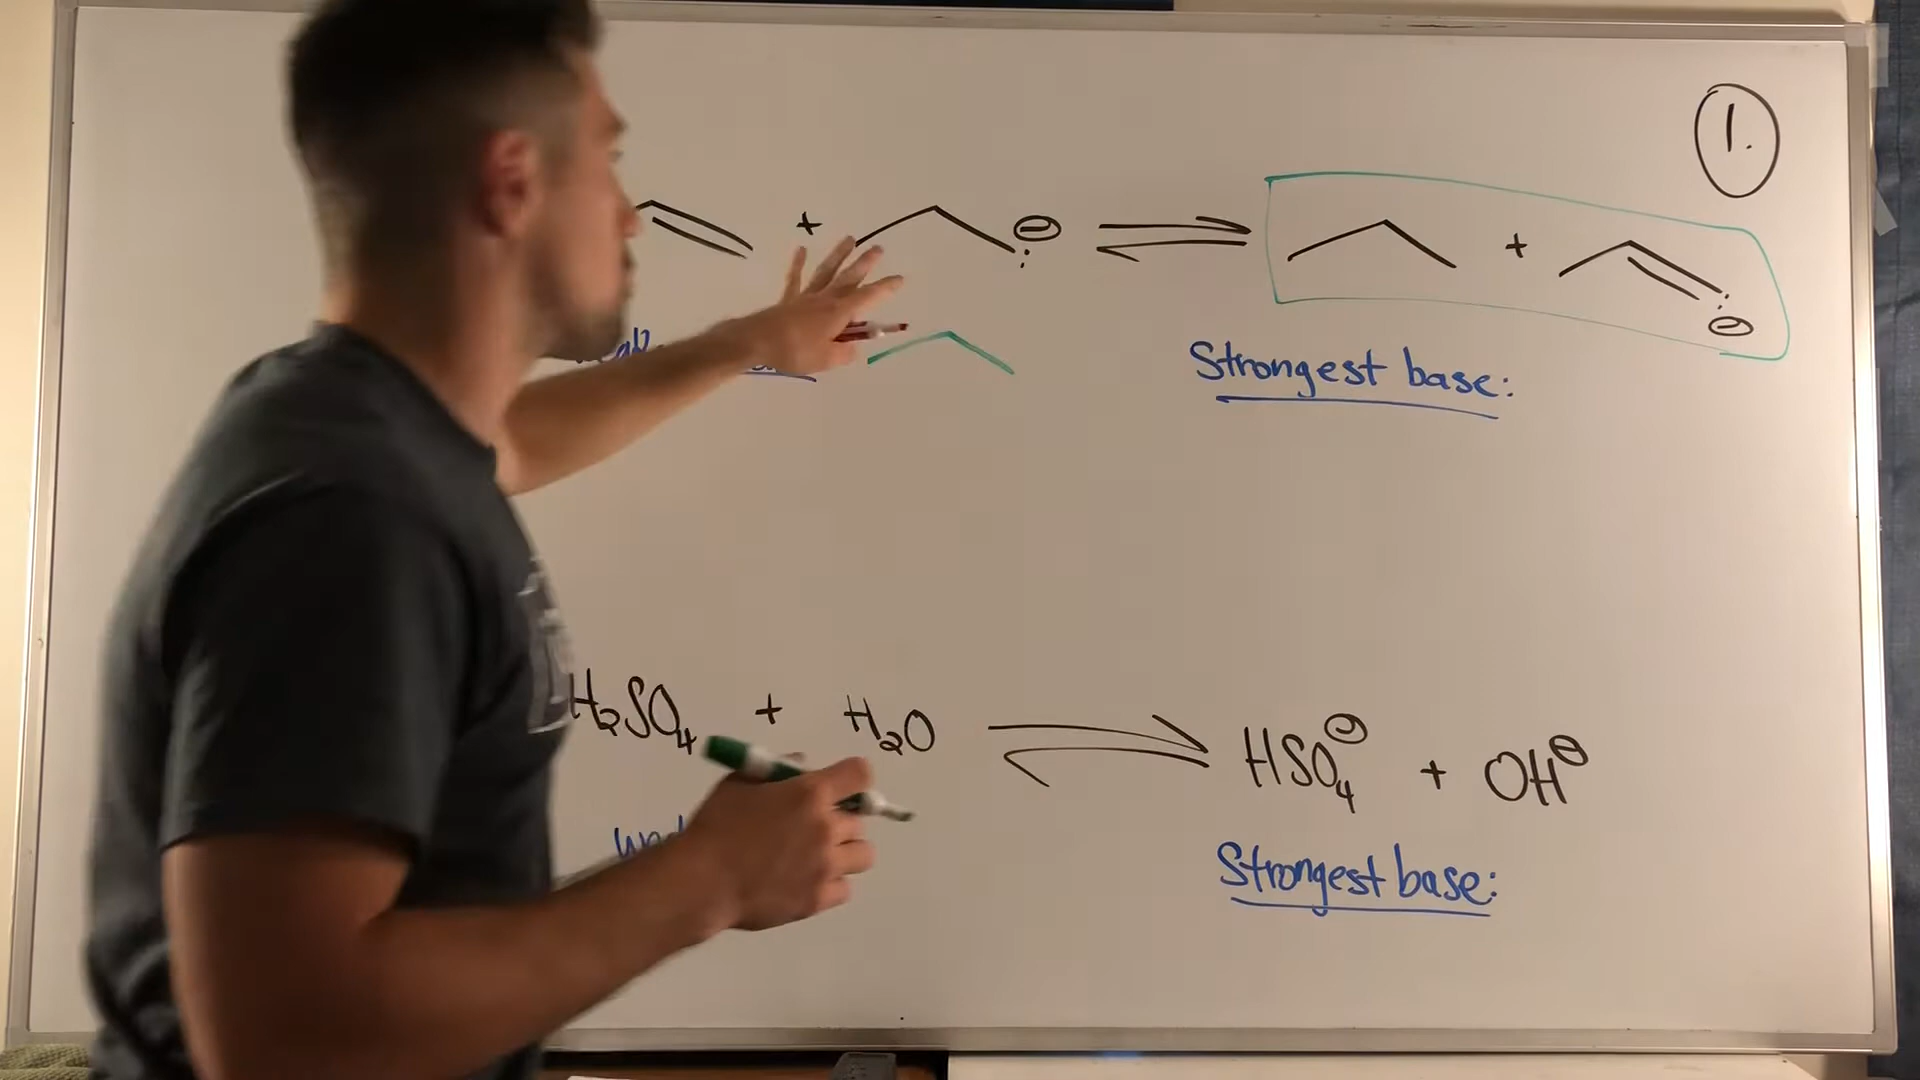 1.
+ ⊖ : ⇌ + : ⊖
Strongest base:
H₂SO₄ + H₂O ⇌ HSO₄⊖ + OH⊖
Strongest base: